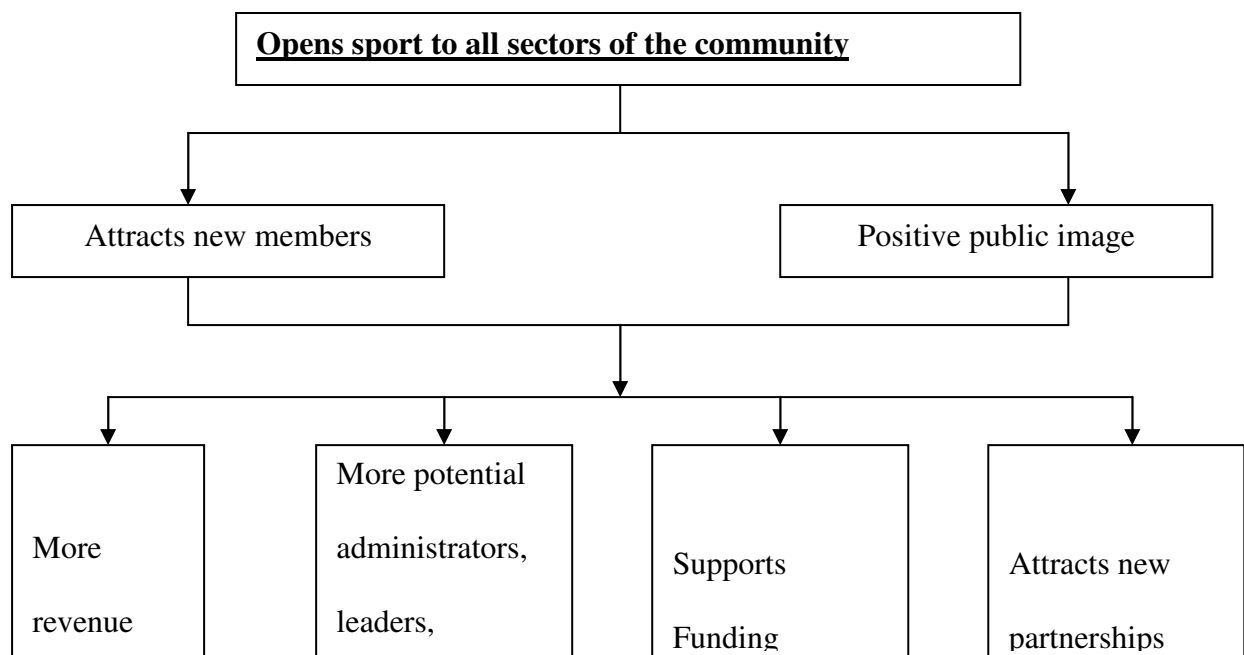 Opens sport to all sectors of the community
Attracts new members
Positive public image
More
revenue
More potential
administrators,
leaders,
Supports
Funding
Attracts new
partnerships